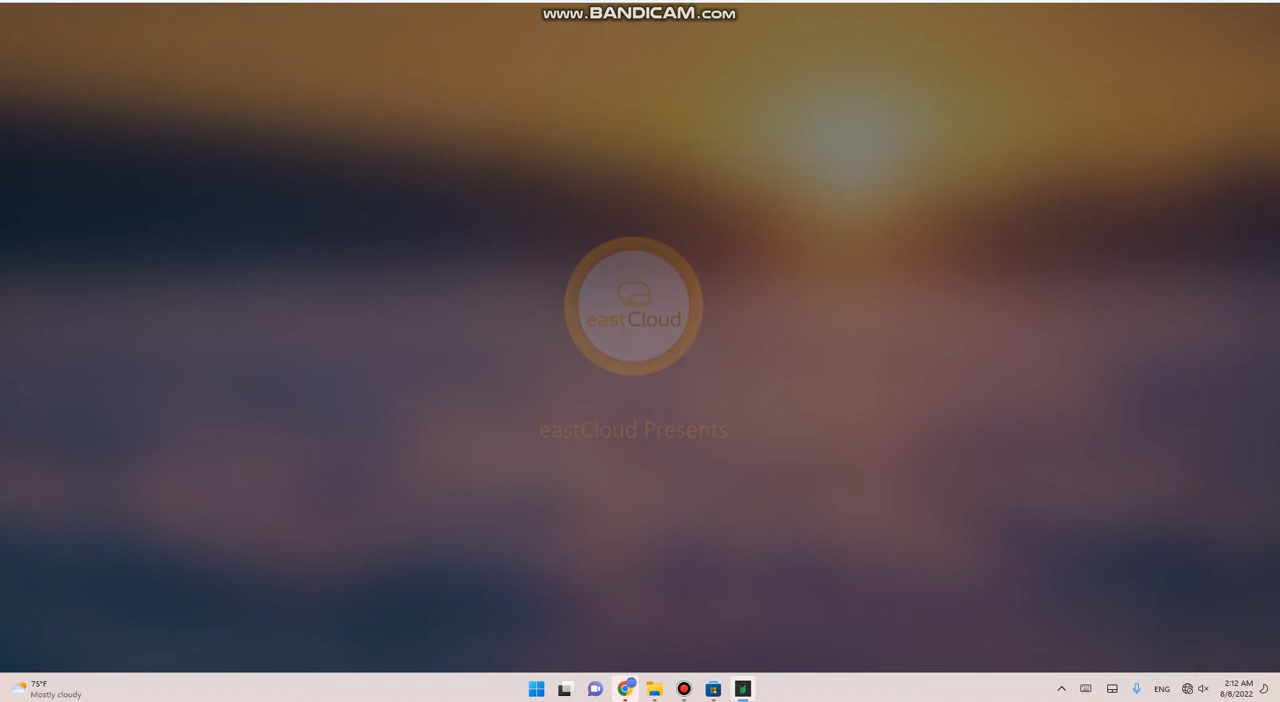 www.BANDICAM.com
eastCloud
eastCloud Presents
75°F
Mostly cloudy
ENG
2:12 AM
8/8/2022